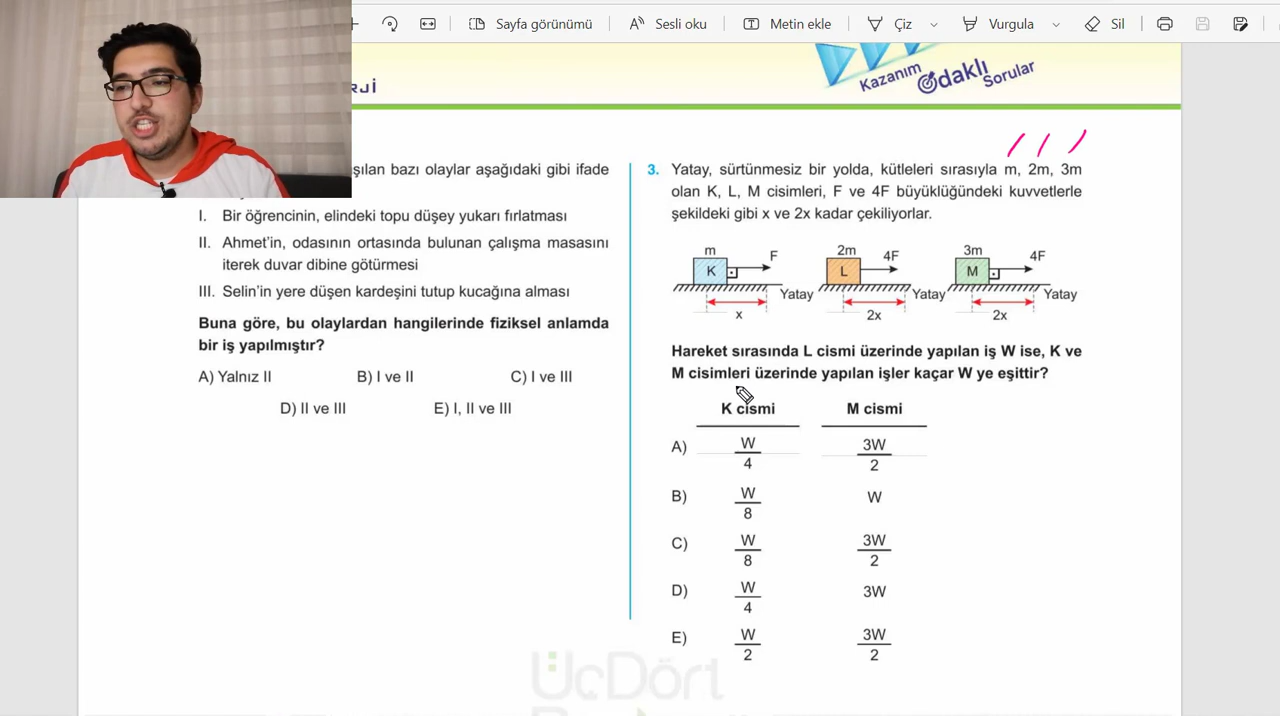 Sayfa görünümü
Sesli oku
Metin ekle
Çiz
Vurgula
Sil
Kazanım Odaklı Sorular
şılan bazı olaylar aşağıdaki gibi ifade
I. Bir öğrencinin, elindeki topu düşey yukarı fırlatması
II. Ahmet'in, odasının ortasında bulunan çalışma masasını
iterek duvar dibine götürmesi
III. Selin'in yere düşen kardeşini tutup kucağına alması
Buna göre, bu olaylardan hangilerinde fiziksel anlamda
bir iş yapılmıştır?
A) Yalnız II B) I ve II C) I ve III
D) II ve III E) I, II ve III
3. Yatay, sürtünmesiz bir yolda, kütleleri sırasıyla m, 2m, 3m
olan K, L, M cisimleri, F ve 4F büyüklüğündeki kuvvetlerle
şekildeki gibi x ve 2x kadar çekiliyorlar.
m F 2m 4F 3m 4F
K L M
Yatay Yatay Yatay
x 2x 2x
Hareket sırasında L cismi üzerinde yapılan iş W ise, K ve
M cisimleri üzerinde yapılan işler kaçar W ye eşittir?
K cismi M cismi
A) W/4 3W/2
B) W/8 W
C) W/8 3W/2
D) W/4 3W
E) W/2 3W/2
ÜçDört